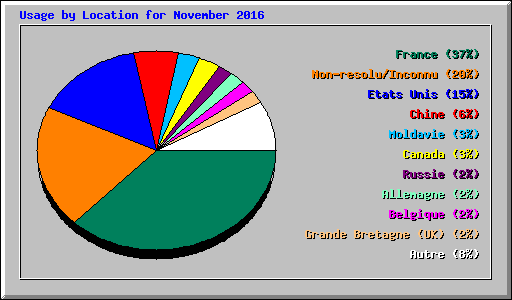 Usage by Location for November 2016
France (37%)
Non-resolu/Inconnu (20%)
Etats Unis (15%)
Chine (6%)
Moldavie (3%)
Canada (3%)
Russie (2%)
Allemagne (2%)
Belgique (2%)
Grande Bretagne (UK) (2%)
Autre (8%)